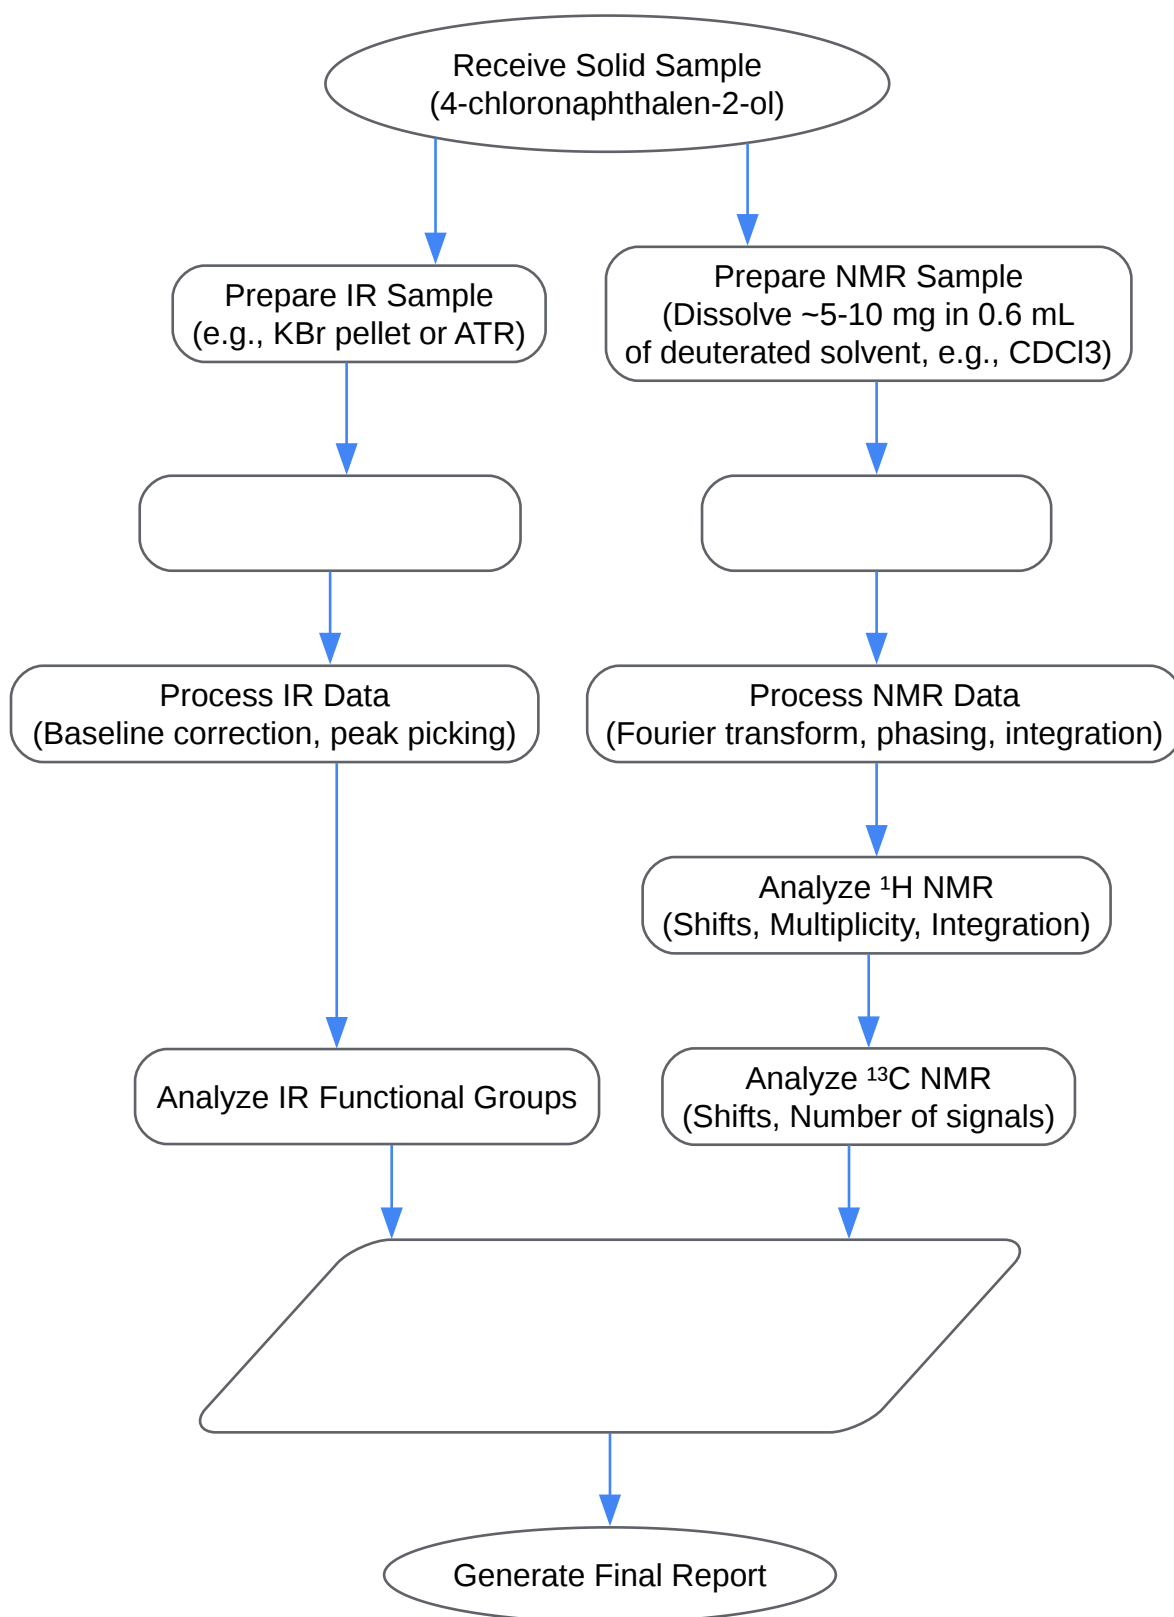 Receive Solid Sample
(4-chloronaphthalen-2-ol)
Prepare IR Sample
(e.g., KBr pellet or ATR)
Prepare NMR Sample
(Dissolve ~5-10 mg in 0.6 mL
of deuterated solvent, e.g., CDCl3)
Process IR Data
(Baseline correction, peak picking)
Process NMR Data
(Fourier transform, phasing, integration)
Analyze ¹H NMR
(Shifts, Multiplicity, Integration)
Analyze IR Functional Groups
Analyze ¹³C NMR
(Shifts, Number of signals)
Generate Final Report